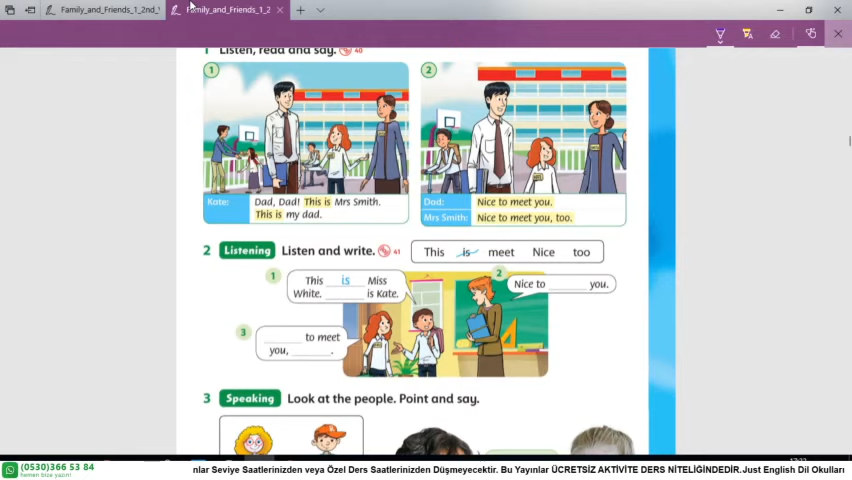 Family_and_Friends_1_2nd_
Family_and_Friends_1_2
1 Listen, read and say. 40
1
2
Kate: Dad, Dad! This is Mrs Smith.
This is my dad.
Dad: Nice to meet you.
Mrs Smith: Nice to meet you, too.
2 Listening Listen and write. 41
This is meet Nice too
1
This is Miss
White. ______ is Kate.
2
Nice to ______ you.
3
______ to meet
you, ______.
3 Speaking Look at the people. Point and say.
(0530)366 53 84
hemen bize yazın!
nlar Seviye Saatlerinizden veya Özel Ders Saatlerinizden Düşmeyecektir. Bu Yayınlar ÜCRETSİZ AKTİVİTE DERS NİTELİĞİNDEDİR.Just English Dil Okulları